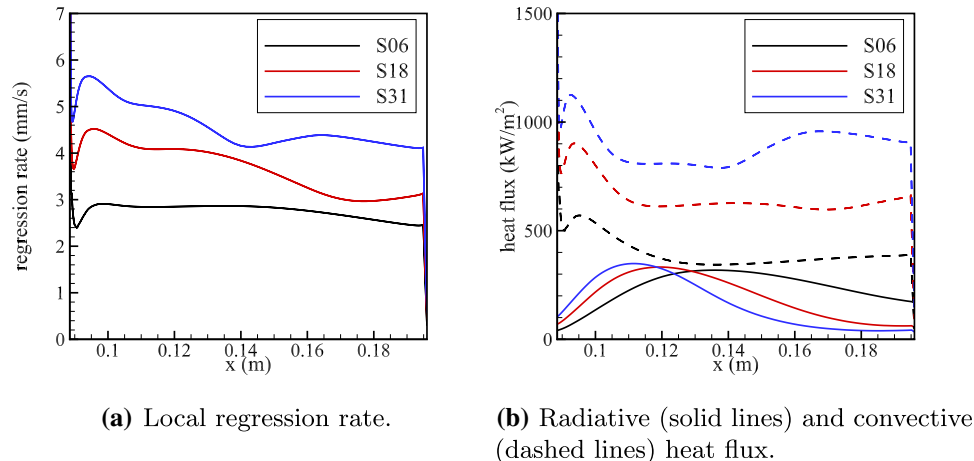 7
6
5
4
3
2
1
0
regression rate (mm/s)
S06
S18
S31
0.1 0.12 0.14 0.16 0.18
x (m)
1500
1000
500
0
heat flux (kW/m²)
S06
S18
S31
0.1 0.12 0.14 0.16 0.18
x (m)
(a) Local regression rate.
(b) Radiative (solid lines) and convective
(dashed lines) heat flux.